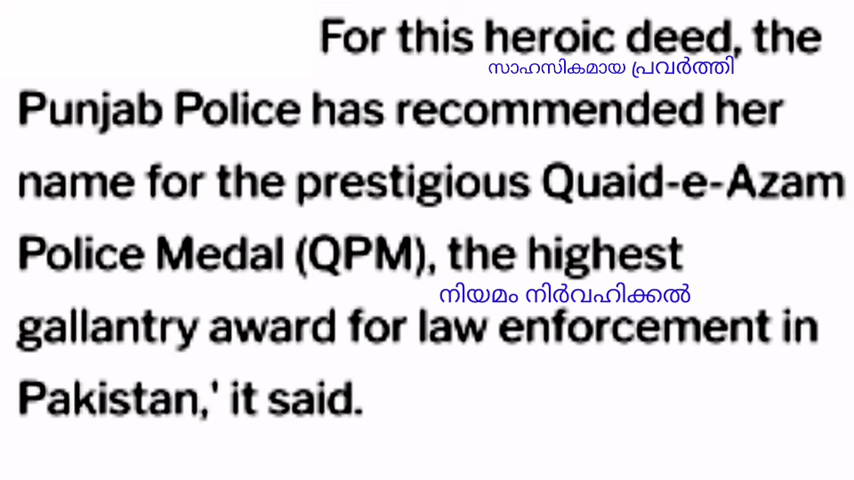 For this heroic deed, the
സാഹസികമായ പ്രവർത്തി
Punjab Police has recommended her
name for the prestigious Quaid-e-Azam
Police Medal (QPM), the highest
നിയമം നിർവഹിക്കൽ
gallantry award for law enforcement in
Pakistan,' it said.